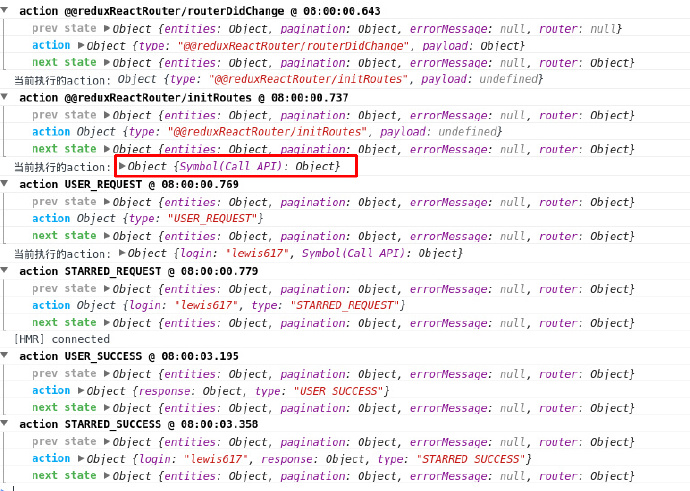 action @@reduxReactRouter/routerDidChange @ 08:00:00.643
prev state Object {entities: Object, pagination: Object, errorMessage: null, router: null}
action Object {type: "@@reduxReactRouter/routerDidChange", payload: Object}
next state Object {entities: Object, pagination: Object, errorMessage: null, router: Object}
当前执行的action: Object {type: "@@reduxReactRouter/initRoutes", payload: undefined}
action @@reduxReactRouter/initRoutes @ 08:00:00.737
prev state Object {entities: Object, pagination: Object, errorMessage: null, router: Object}
action Object {type: "@@reduxReactRouter/initRoutes", payload: undefined}
next state Object {entities: Object, pagination: Object, errorMessage: null, router: Object}
当前执行的action: Object {Symbol(Call API): Object}
action USER_REQUEST @ 08:00:00.769
prev state Object {entities: Object, pagination: Object, errorMessage: null, router: Object}
action Object {type: "USER_REQUEST"}
next state Object {entities: Object, pagination: Object, errorMessage: null, router: Object}
当前执行的action: Object {login: "lewis617", Symbol(Call API): Object}
action STARRED_REQUEST @ 08:00:00.779
prev state Object {entities: Object, pagination: Object, errorMessage: null, router: Object}
action Object {login: "lewis617", type: "STARRED_REQUEST"}
next state Object {entities: Object, pagination: Object, errorMessage: null, router: Object}
[HMR] connected
action USER_SUCCESS @ 08:00:03.195
prev state Object {entities: Object, pagination: Object, errorMessage: null, router: Object}
action Object {response: Object, type: "USER_SUCCESS"}
next state Object {entities: Object, pagination: Object, errorMessage: null, router: Object}
action STARRED_SUCCESS @ 08:00:03.358
prev state Object {entities: Object, pagination: Object, errorMessage: null, router: Object}
action Object {login: "lewis617", response: Object, type: "STARRED_SUCCESS"}
next state Object {entities: Object, pagination: Object, errorMessage: null, router: Object}